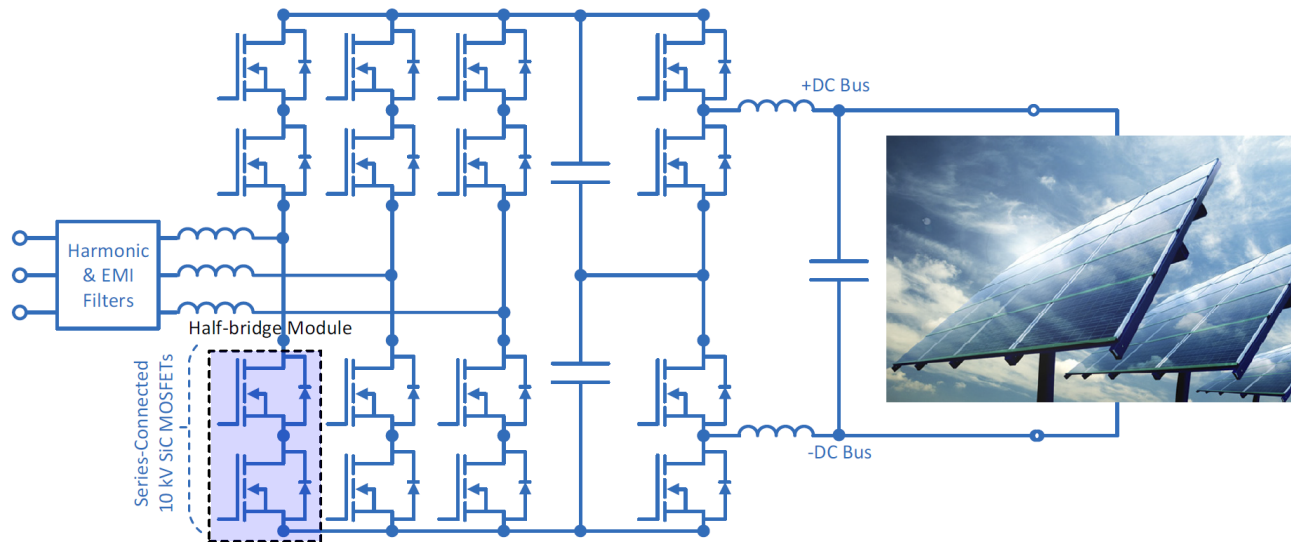 +DC Bus
Harmonic
& EMI
Filters
Half-bridge Module
Series-Connected
10 kV SiC MOSFETs
-DC Bus